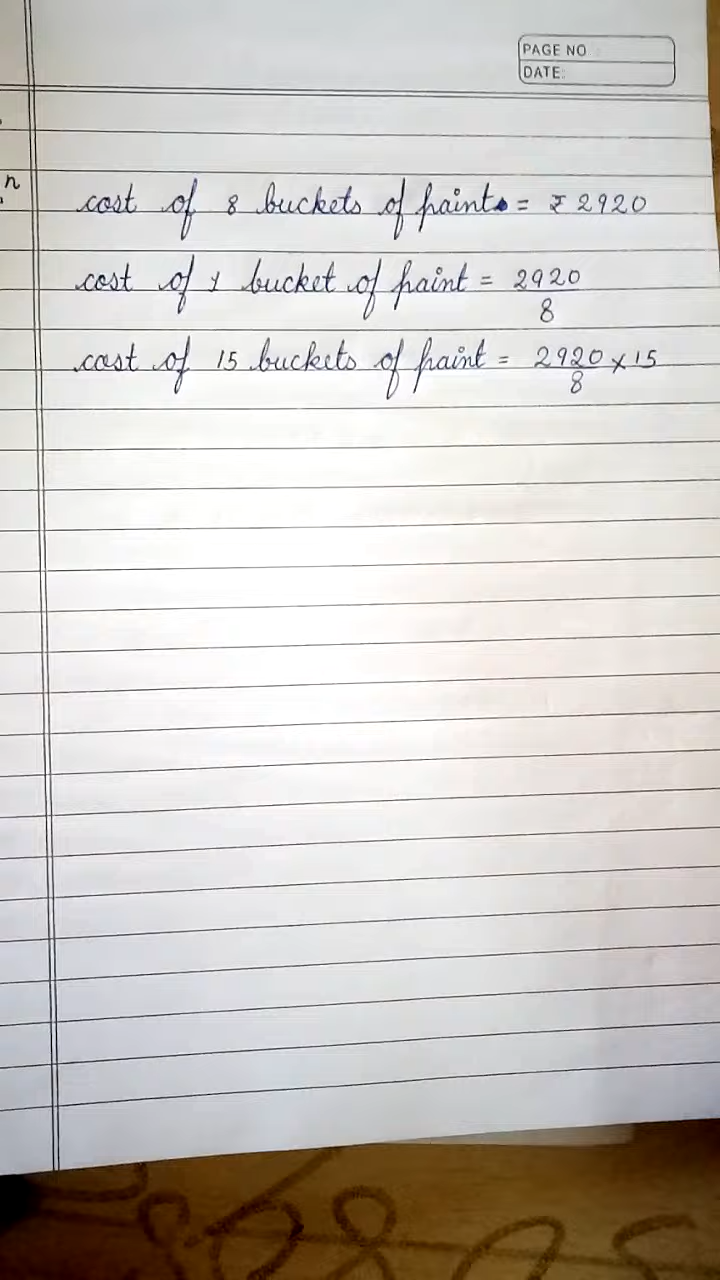 PAGE NO
DATE:
n
cost of 8 buckets of paint = ₹ 2920
cost of 1 bucket of paint = 2920
8
cost of 15 buckets of paint = 2920 x 15
8